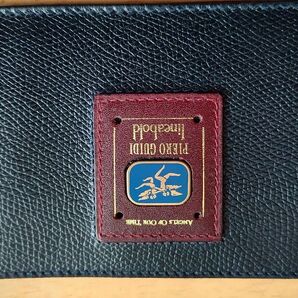 ANGELS OF OUR TIME
PIERO GUIDI
lineabold